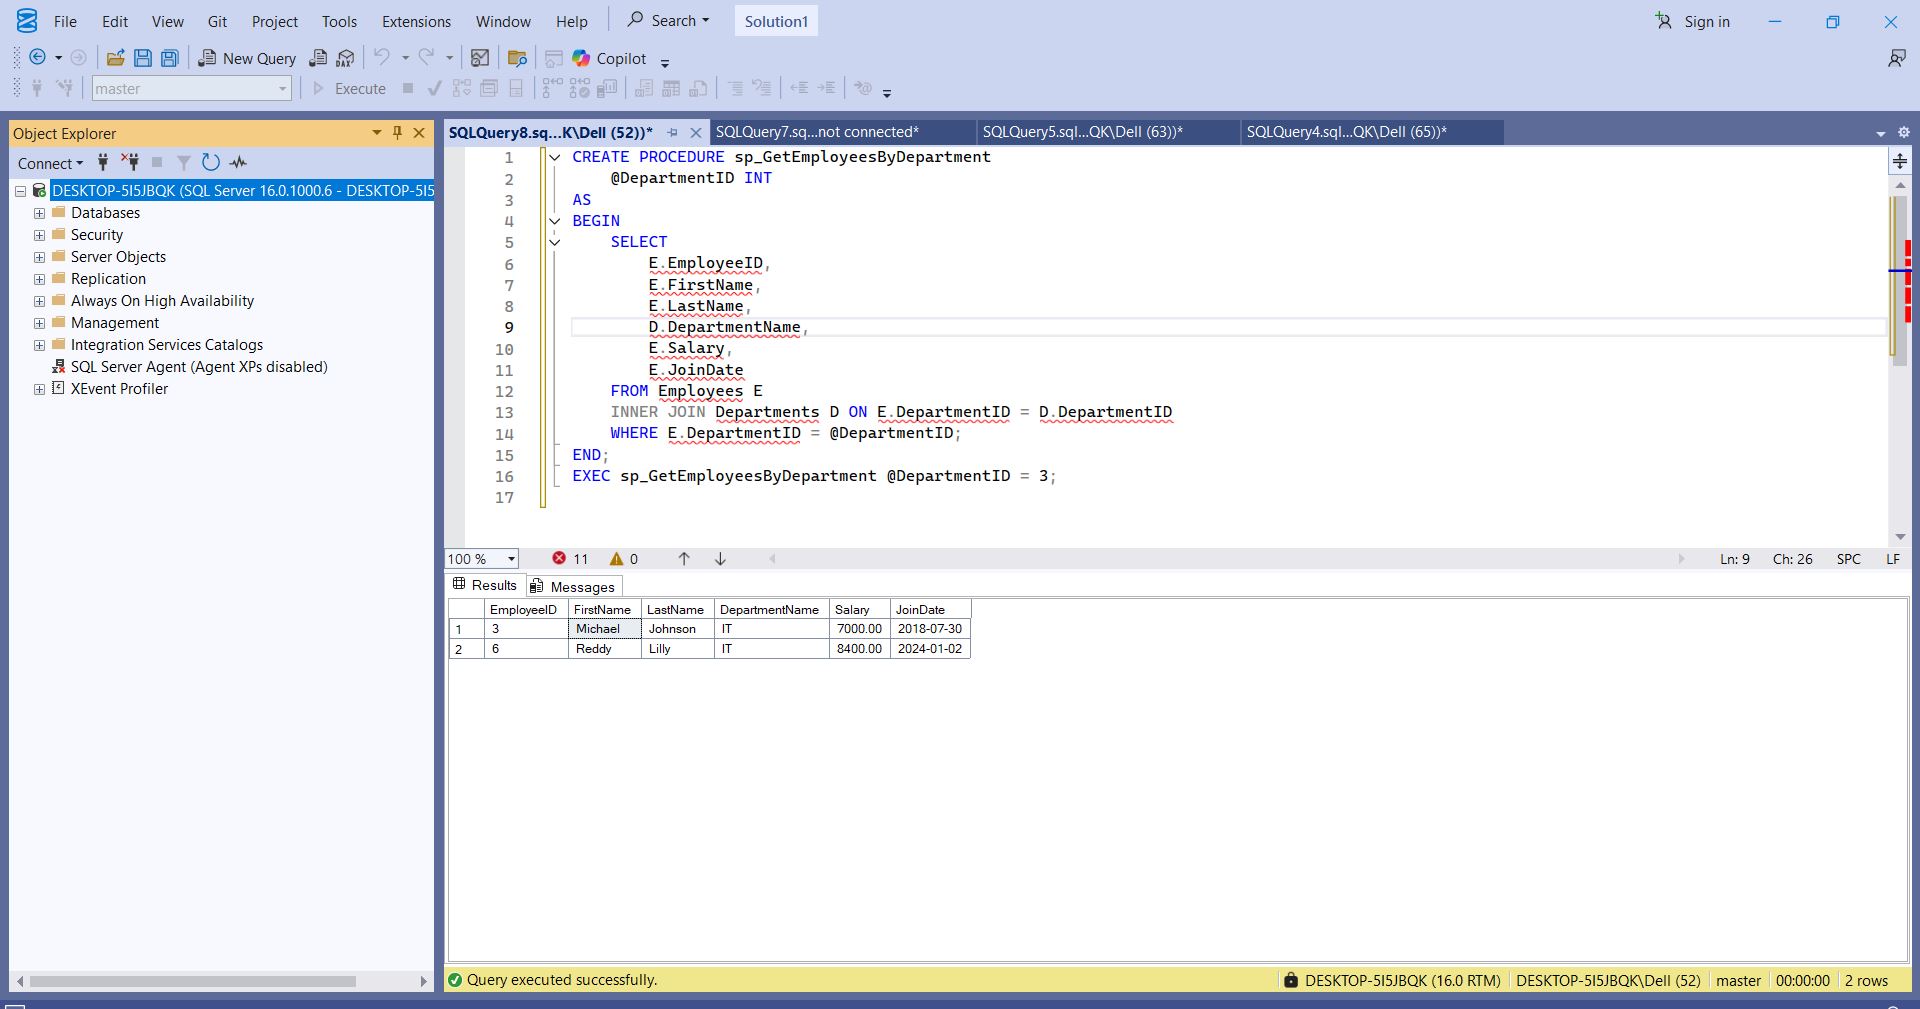 File Edit View Git Project Tools Extensions Window Help Search Solution1 Sign in
New Query DAX Copilot
master Execute
Object Explorer
Connect
DESKTOP-5I5JBQK (SQL Server 16.0.1000.6 - DESKTOP-5I5
Databases
Security
Server Objects
Replication
Always On High Availability
Management
Integration Services Catalogs
SQL Server Agent (Agent XPs disabled)
XEvent Profiler
SQLQuery8.sq...K\Dell (52))* SQLQuery7.sq...not connected* SQLQuery5.sql...QK\Dell (63))* SQLQuery4.sql...QK\Dell (65))*
1 CREATE PROCEDURE sp_GetEmployeesByDepartment
2 @DepartmentID INT
3 AS
4 BEGIN
5 SELECT
6 E.EmployeeID,
7 E.FirstName,
8 E.LastName,
9 D.DepartmentName,
10 E.Salary,
11 E.JoinDate
12 FROM Employees E
13 INNER JOIN Departments D ON E.DepartmentID = D.DepartmentID
14 WHERE E.DepartmentID = @DepartmentID;
15 END;
16 EXEC sp_GetEmployeesByDepartment @DepartmentID = 3;
17
100 % 11 0 Ln: 9 Ch: 26 SPC LF
Results Messages
EmployeeID FirstName LastName DepartmentName Salary JoinDate
1 3 Michael Johnson IT 7000.00 2018-07-30
2 6 Reddy Lilly IT 8400.00 2024-01-02
Query executed successfully. DESKTOP-5I5JBQK (16.0 RTM) DESKTOP-5I5JBQK\Dell (52) master 00:00:00 2 rows